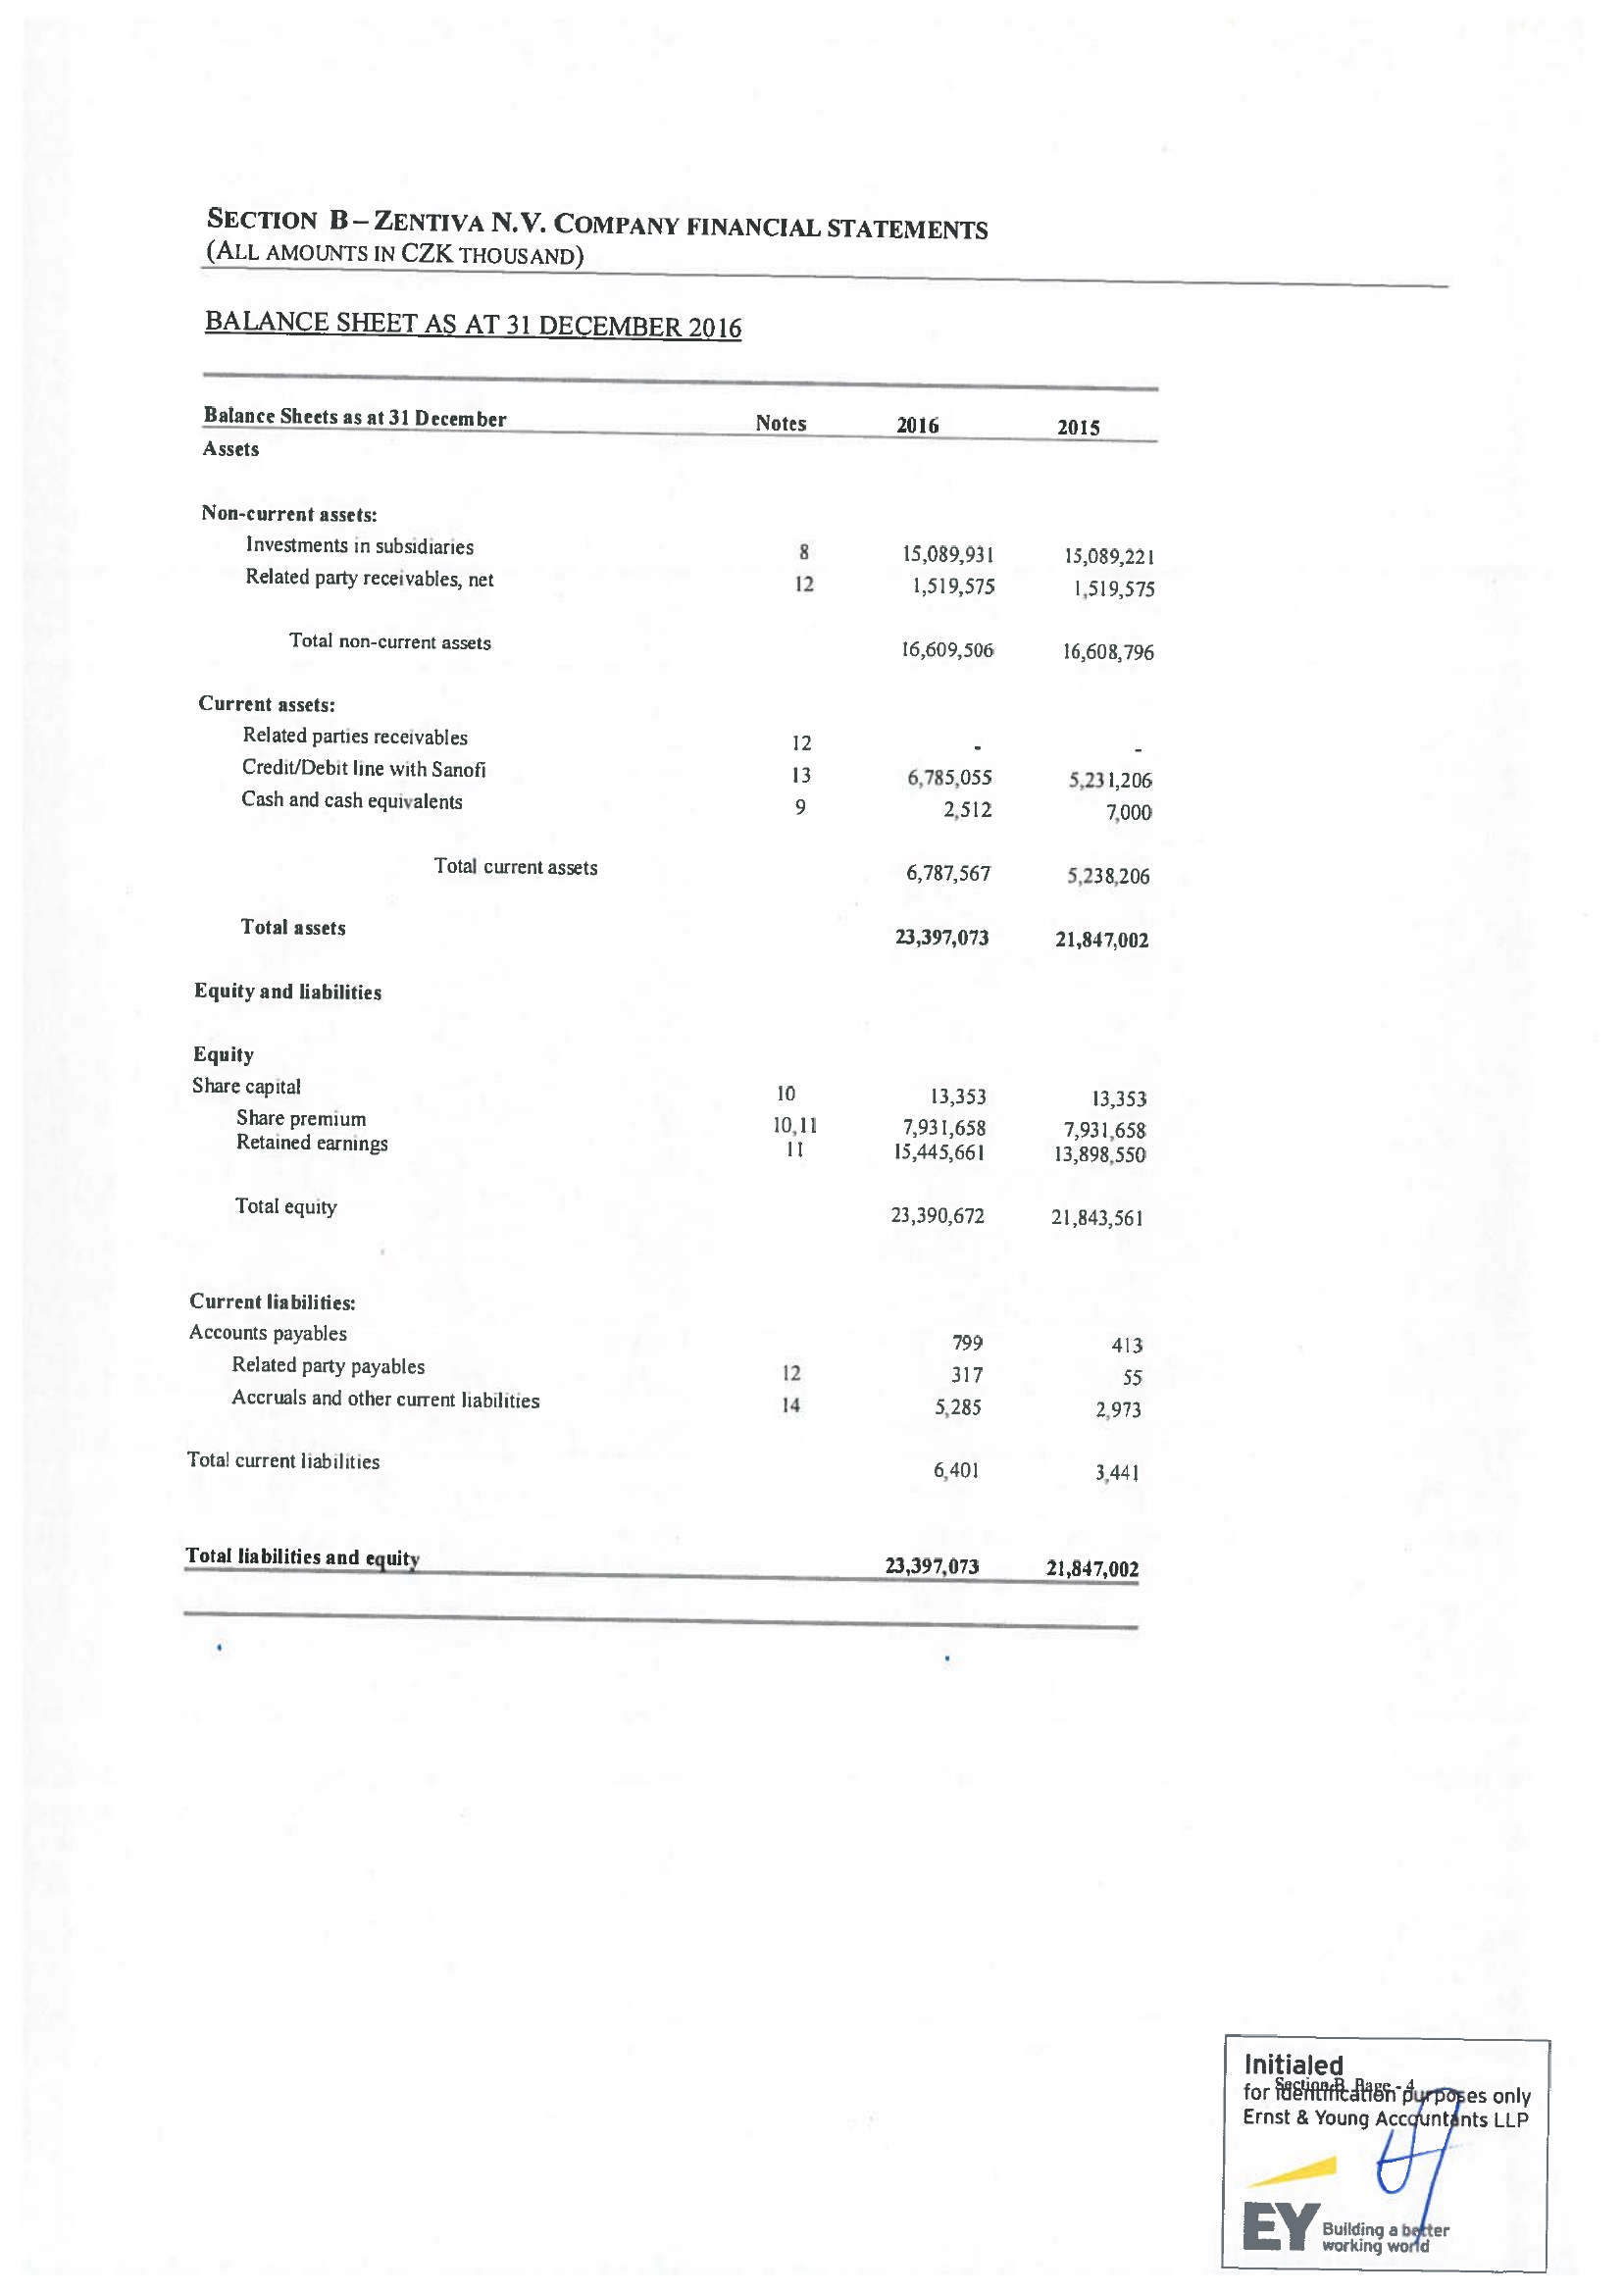 SECTION B – ZENTIVA N.V. COMPANY FINANCIAL STATEMENTS
(ALL AMOUNTS IN CZK THOUSAND)
BALANCE SHEET AS AT 31 DECEMBER 2016
Balance Sheets as at 31 December Notes 2016 2015
Assets
Non-current assets:
Investments in subsidiaries 8 15,089,931 15,089,221
Related party receivables, net 12 1,519,575 1,519,575
Total non-current assets 16,609,506 16,608,796
Current assets:
Related parties receivables 12 - -
Credit/Debit line with Sanofi 13 6,785,055 5,231,206
Cash and cash equivalents 9 2,512 7,000
Total current assets 6,787,567 5,238,206
Total assets 23,397,073 21,847,002
Equity and liabilities
Equity
Share capital 10 13,353 13,353
Share premium 10,11 7,931,658 7,931,658
Retained earnings 11 15,445,661 13,898,550
Total equity 23,390,672 21,843,561
Current liabilities:
Accounts payables 799 413
Related party payables 12 317 55
Accruals and other current liabilities 14 5,285 2,973
Total current liabilities 6,401 3,441
Total liabilities and equity 23,397,073 21,847,002
Initialed
Section B Page - 4
for identification purposes only
Ernst & Young Accountants LLP
EY Building a better
working world